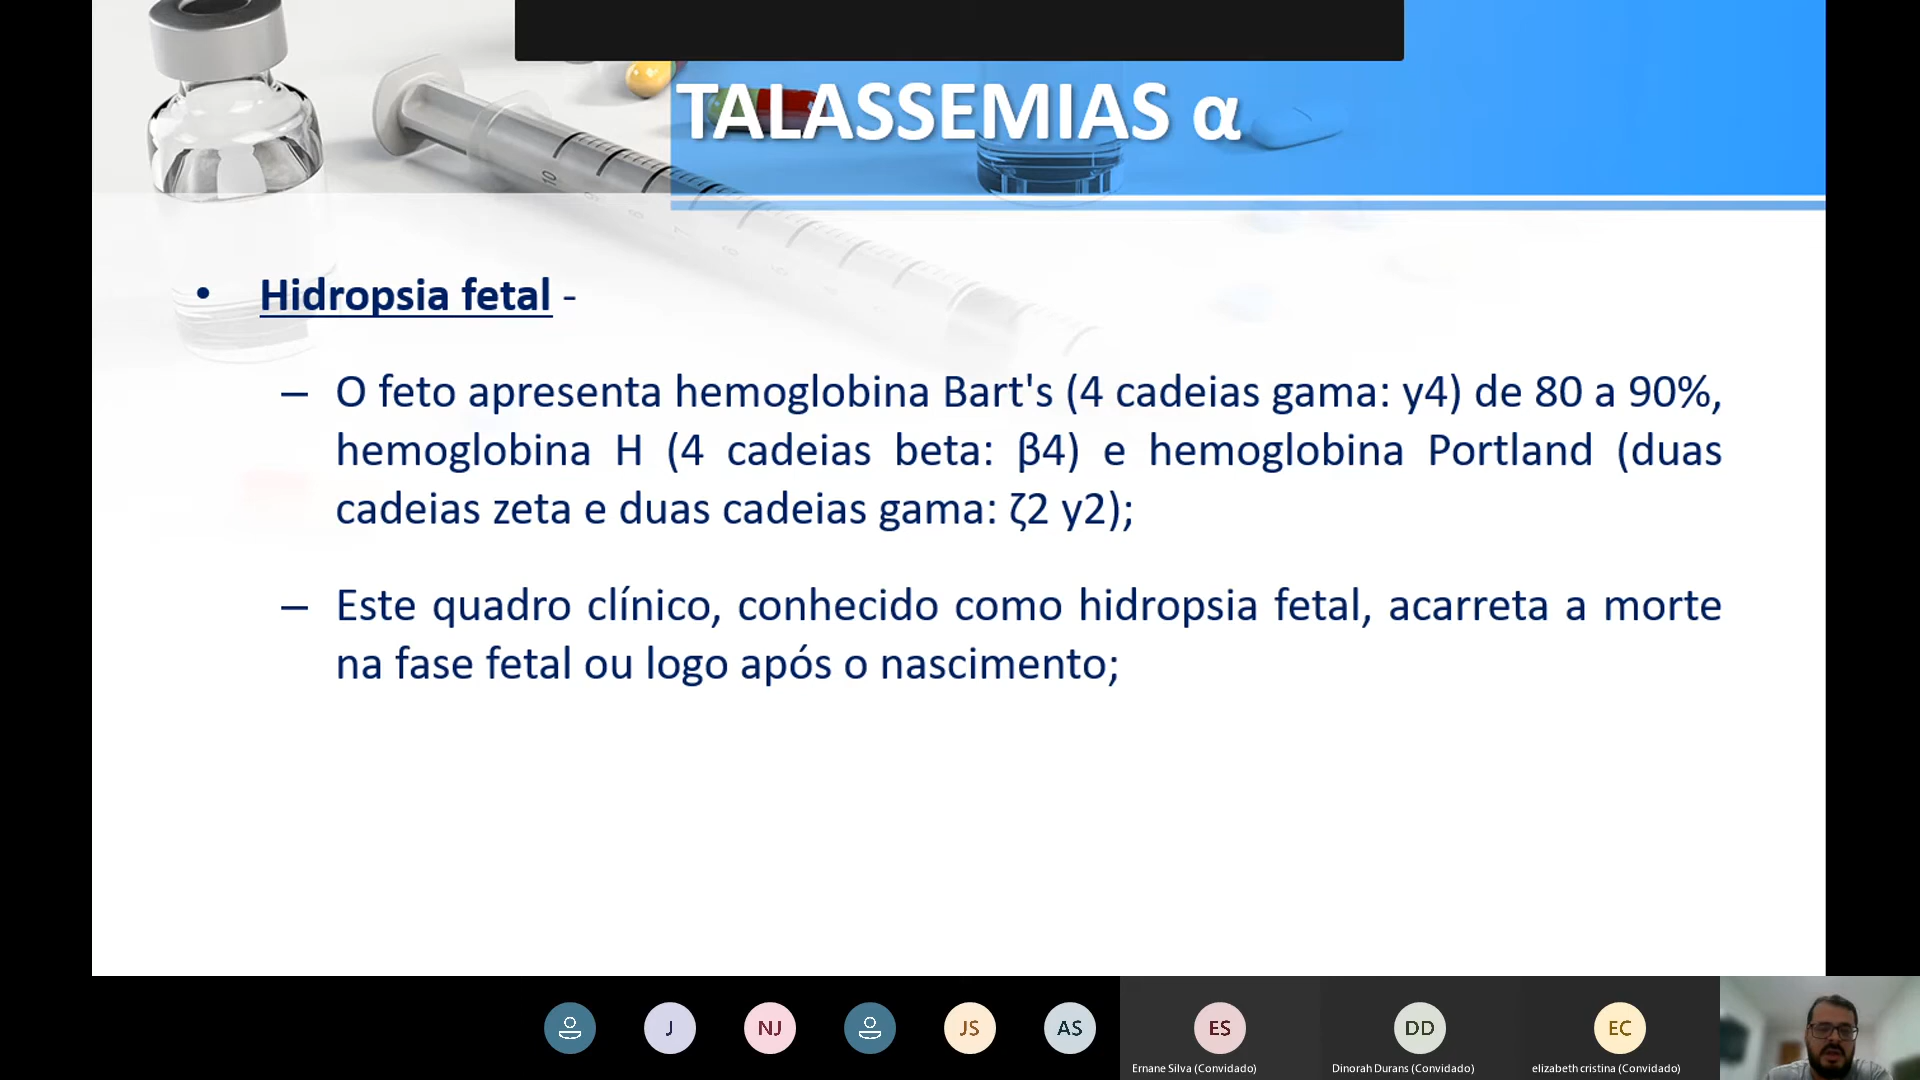 TALASSEMIAS α
• Hidropsia fetal -
– O feto apresenta hemoglobina Bart's (4 cadeias gama: y4) de 80 a 90%,
hemoglobina H (4 cadeias beta: β4) e hemoglobina Portland (duas
cadeias zeta e duas cadeias gama: ζ2 y2);
– Este quadro clínico, conhecido como hidropsia fetal, acarreta a morte
na fase fetal ou logo após o nascimento;
J NJ JS AS ES DD EC
Ernane Silva (Convidado) Dinorah Durans (Convidado) elizabeth cristina (Convidado)